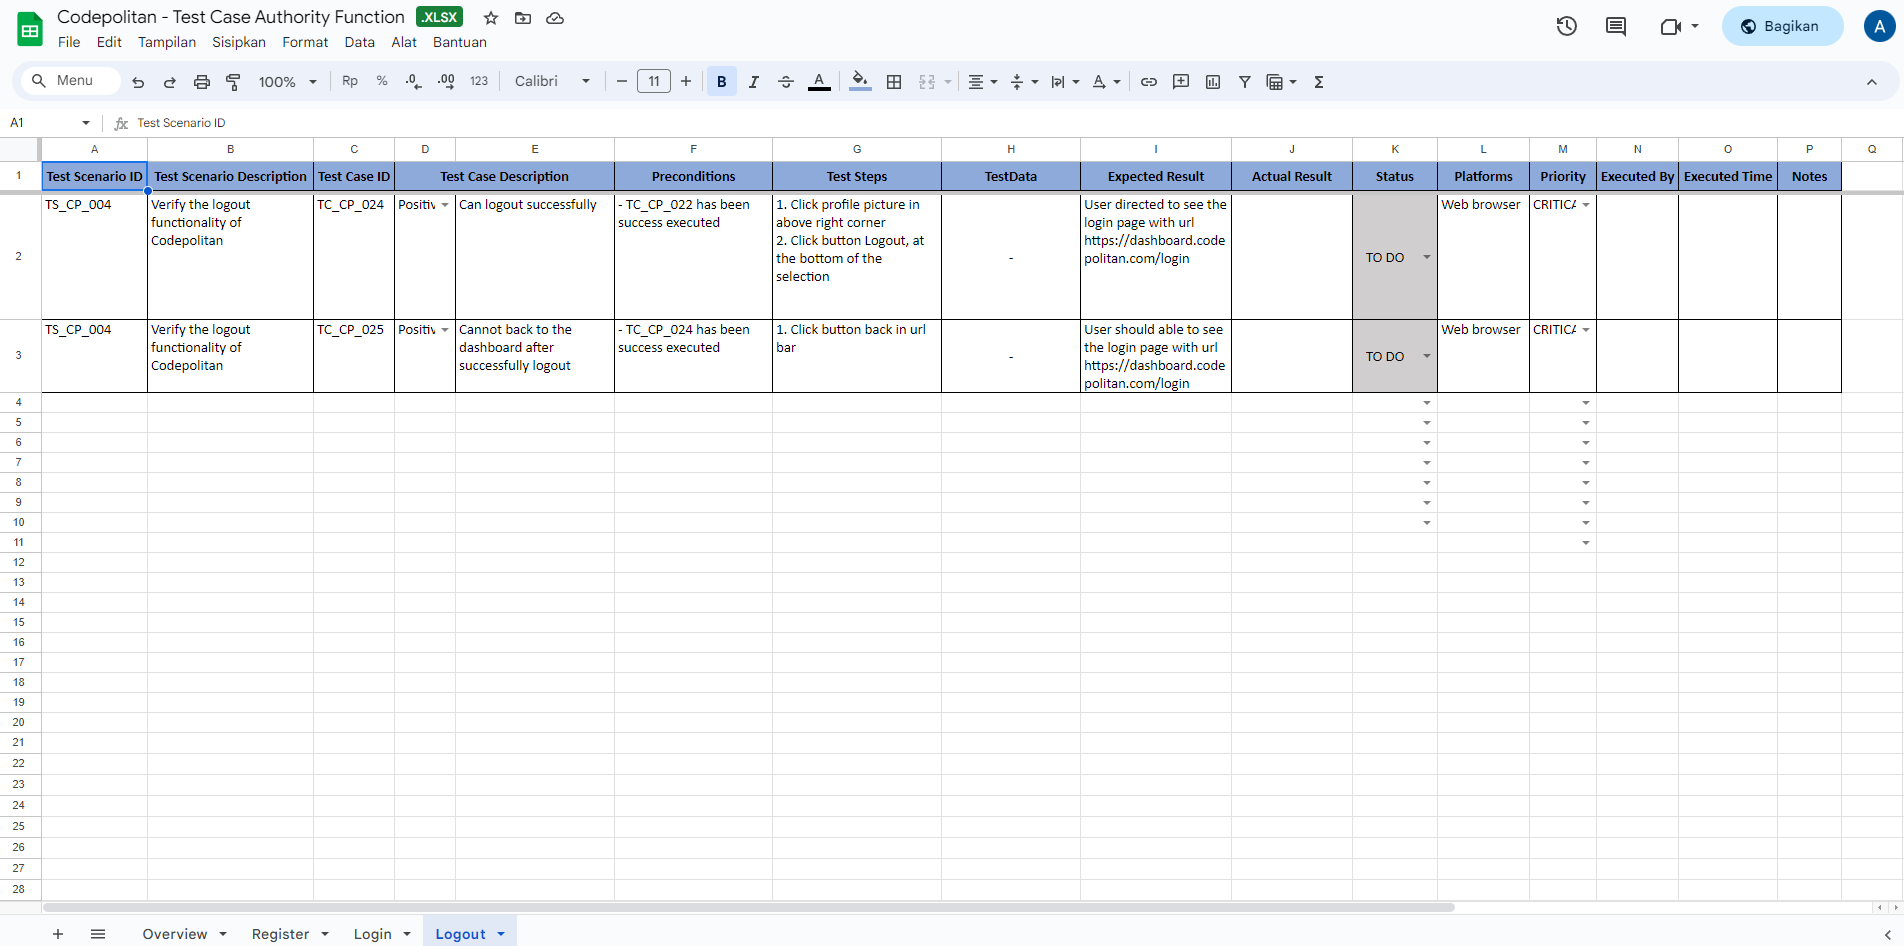 Codepolitan - Test Case Authority Function .XLSX
File Edit Tampilan Sisipkan Format Data Alat Bantuan
Bagikan
A
Menu 100% Rp % .0 .00 123 Calibri 11 B I A A
A1 fx Test Scenario ID
A B C D E F G H I J K L M N O P Q
1 Test Scenario ID Test Scenario Description Test Case ID Test Case Description Preconditions Test Steps TestData Expected Result Actual Result Status Platforms Priority Executed By Executed Time Notes
2
TS_CP_004
Verify the logout
functionality of
Codepolitan
TC_CP_024
Positiv
Can logout successfully
- TC_CP_022 has been
success executed
1. Click profile picture in
above right corner
2. Click button Logout, at
the bottom of the
selection
-
User directed to see the
login page with url
https://dashboard.code
politan.com/login
TO DO
Web browser
CRITICA
3
TS_CP_004
Verify the logout
functionality of
Codepolitan
TC_CP_025
Positiv
Cannot back to the
dashboard after
successfully logout
- TC_CP_024 has been
success executed
1. Click button back in url
bar
-
User should able to see
the login page with url
https://dashboard.code
politan.com/login
TO DO
Web browser
CRITICA
4
5
6
7
8
9
10
11
12
13
14
15
16
17
18
19
20
21
22
23
24
25
26
27
28
Overview Register Login Logout